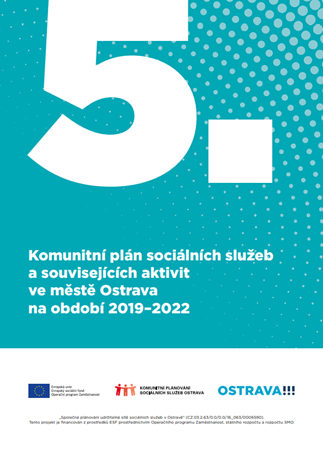 5.
Komunitní plán sociálních služeb
a souvisejících aktivit
ve městě Ostrava
na období 2019–2022
Evropská unie
Evropský sociální fond
Operační program Zaměstnanost
KOMUNITNÍ PLÁNOVÁNÍ
SOCIÁLNÍCH SLUŽEB OSTRAVA
OSTRAVA!!!
„Společné plánování udržitelné sítě sociálních služeb v Ostravě" (CZ.03.2.63/0.0/0.0/16_063/0006590).
Tento projekt je financován z prostředků ESF prostřednictvím Operačního programu Zaměstnanost, státního rozpočtu a rozpočtu SMO.